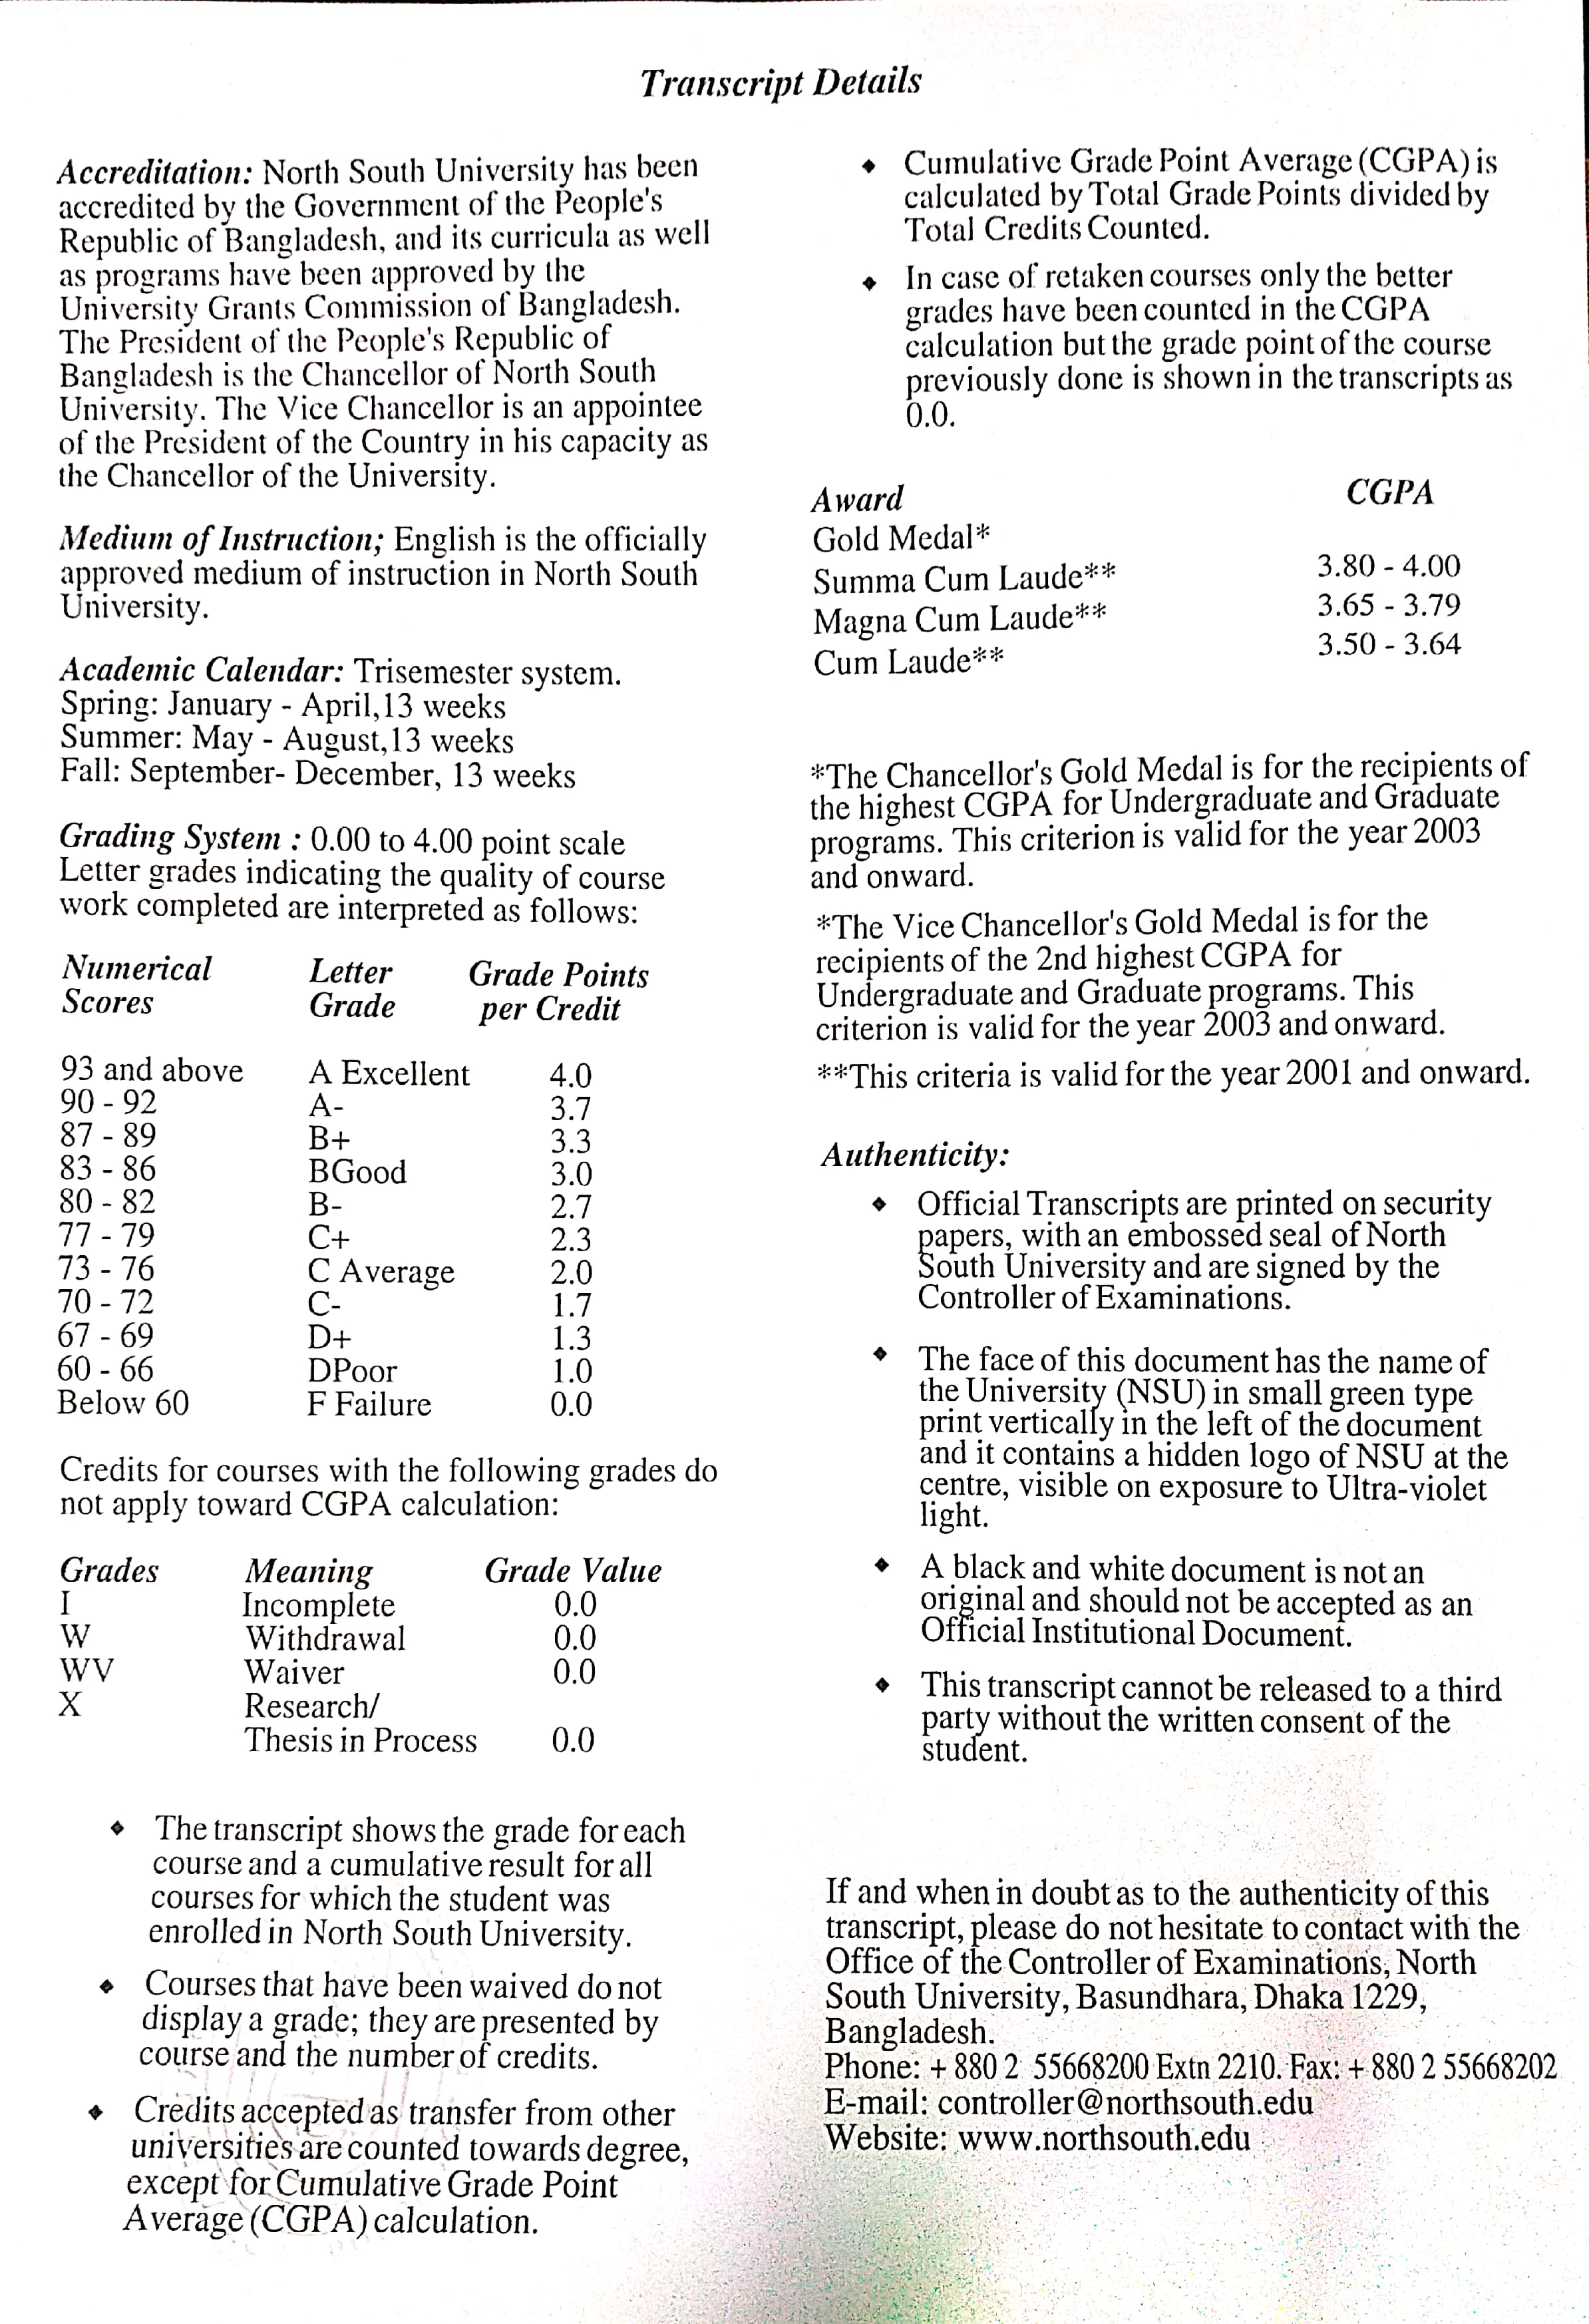 Transcript Details
Accreditation: North South University has been
accredited by the Government of the People's
Republic of Bangladesh, and its curricula as well
as programs have been approved by the
University Grants Commission of Bangladesh.
The President of the People's Republic of
Bangladesh is the Chancellor of North South
University. The Vice Chancellor is an appointee
of the President of the Country in his capacity as
the Chancellor of the University.
Medium of Instruction; English is the officially
approved medium of instruction in North South
University.
Academic Calendar: Trisemester system.
Spring: January - April,13 weeks
Summer: May - August,13 weeks
Fall: September- December, 13 weeks
Grading System : 0.00 to 4.00 point scale
Letter grades indicating the quality of course
work completed are interpreted as follows:
Numerical Letter Grade Points
Scores Grade per Credit
93 and above A Excellent 4.0
90 - 92 A- 3.7
87 - 89 B+ 3.3
83 - 86 BGood 3.0
80 - 82 B- 2.7
77 - 79 C+ 2.3
73 - 76 C Average 2.0
70 - 72 C- 1.7
67 - 69 D+ 1.3
60 - 66 DPoor 1.0
Below 60 F Failure 0.0
Credits for courses with the following grades do
not apply toward CGPA calculation:
Grades Meaning Grade Value
I Incomplete 0.0
W Withdrawal 0.0
WV Waiver 0.0
X Research/
Thesis in Process 0.0
◆ The transcript shows the grade for each
course and a cumulative result for all
courses for which the student was
enrolled in North South University.
◆ Courses that have been waived do not
display a grade; they are presented by
course and the number of credits.
◆ Credits accepted as transfer from other
universities are counted towards degree,
except for Cumulative Grade Point
Average (CGPA) calculation.
◆ Cumulative Grade Point Average (CGPA) is
calculated by Total Grade Points divided by
Total Credits Counted.
◆ In case of retaken courses only the better
grades have been counted in the CGPA
calculation but the grade point of the course
previously done is shown in the transcripts as
0.0.
Award CGPA
Gold Medal*
Summa Cum Laude** 3.80 - 4.00
Magna Cum Laude** 3.65 - 3.79
Cum Laude** 3.50 - 3.64
*The Chancellor's Gold Medal is for the recipients of
the highest CGPA for Undergraduate and Graduate
programs. This criterion is valid for the year 2003
and onward.
*The Vice Chancellor's Gold Medal is for the
recipients of the 2nd highest CGPA for
Undergraduate and Graduate programs. This
criterion is valid for the year 2003 and onward.
**This criteria is valid for the year 2001 and onward.
Authenticity:
◆ Official Transcripts are printed on security
papers, with an embossed seal of North
South University and are signed by the
Controller of Examinations.
◆ The face of this document has the name of
the University (NSU) in small green type
print vertically in the left of the document
and it contains a hidden logo of NSU at the
centre, visible on exposure to Ultra-violet
light.
◆ A black and white document is not an
original and should not be accepted as an
Official Institutional Document.
◆ This transcript cannot be released to a third
party without the written consent of the
student.
If and when in doubt as to the authenticity of this
transcript, please do not hesitate to contact with the
Office of the Controller of Examinations, North
South University, Basundhara, Dhaka 1229,
Bangladesh.
Phone: + 880 2 55668200 Extn 2210. Fax: + 880 2 55668202
E-mail: controller@northsouth.edu
Website: www.northsouth.edu